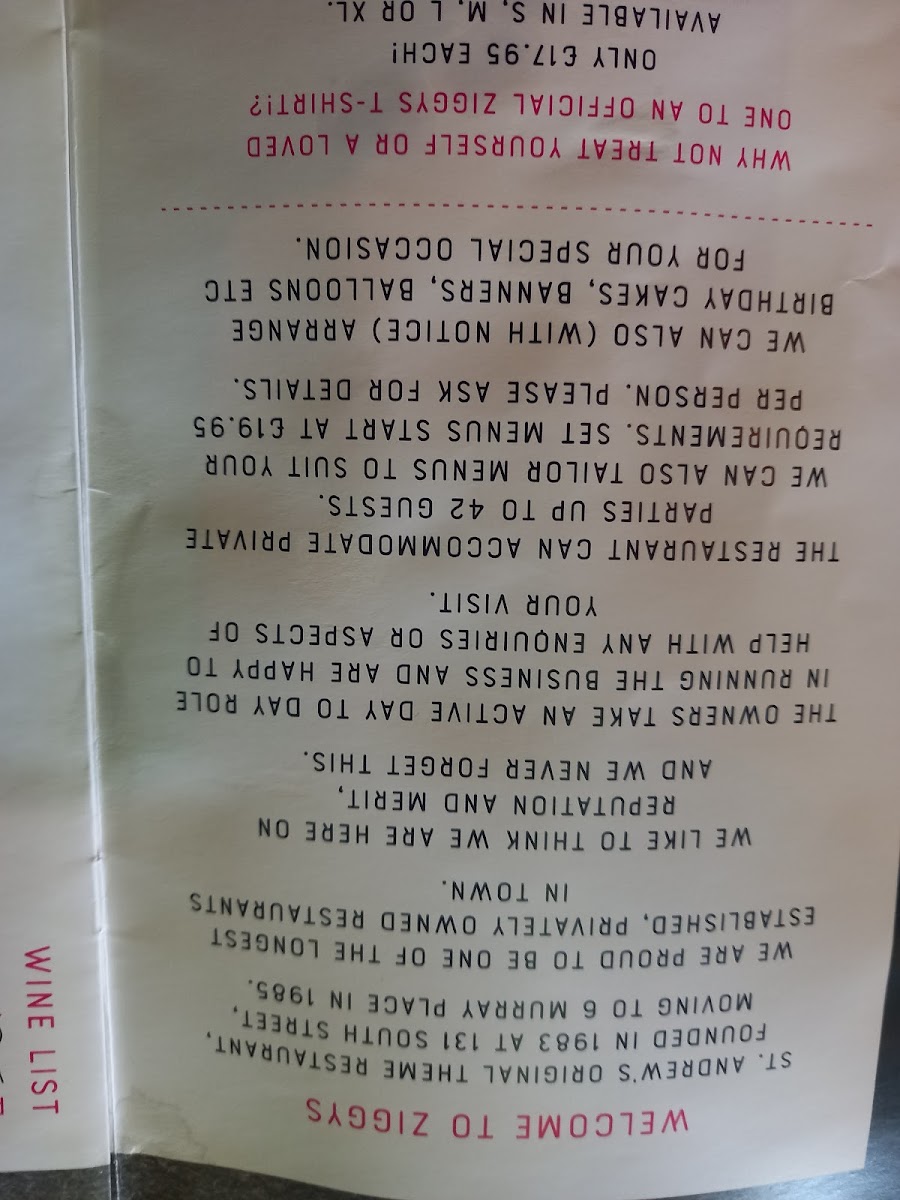 WELCOME TO ZIGGYS
ST. ANDREW'S ORIGINAL THEME RESTAURANT,
FOUNDED IN 1983 AT 131 SOUTH STREET,
MOVING TO 6 MURRAY PLACE IN 1985.
WE ARE PROUD TO BE ONE OF THE LONGEST
ESTABLISHED, PRIVATELY OWNED RESTAURANTS
IN TOWN.
WE LIKE TO THINK WE ARE HERE ON
REPUTATION AND MERIT,
AND WE NEVER FORGET THIS.
THE OWNERS TAKE AN ACTIVE DAY TO DAY ROLE
IN RUNNING THE BUSINESS AND ARE HAPPY TO
HELP WITH ANY ENQUIRIES OR ASPECTS OF
YOUR VISIT.
THE RESTAURANT CAN ACCOMMODATE PRIVATE
PARTIES UP TO 42 GUESTS.
WE CAN ALSO TAILOR MENUS TO SUIT YOUR
REQUIREMENTS. SET MENUS START AT £19.95
PER PERSON. PLEASE ASK FOR DETAILS.
WE CAN ALSO (WITH NOTICE) ARRANGE
BIRTHDAY CAKES, BANNERS, BALLOONS ETC
FOR YOUR SPECIAL OCCASION.
WHY NOT TREAT YOURSELF OR A LOVED
ONE TO AN OFFICIAL ZIGGYS T-SHIRT!?
ONLY £17.95 EACH!
AVAILABLE IN S, M, L OR XL.
WINE LIST